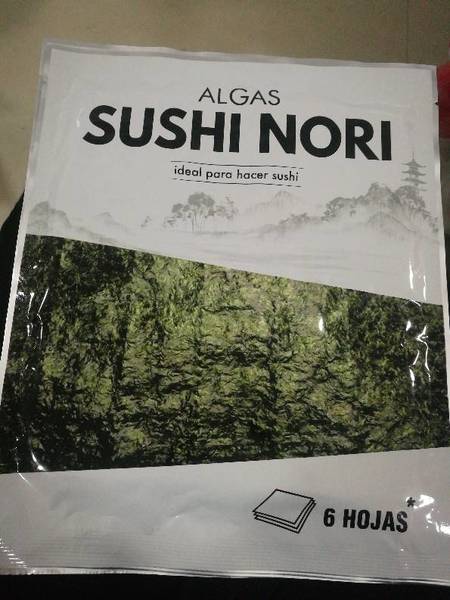 ALGAS
SUSHI NORI
ideal para hacer sushi
6 HOJAS*